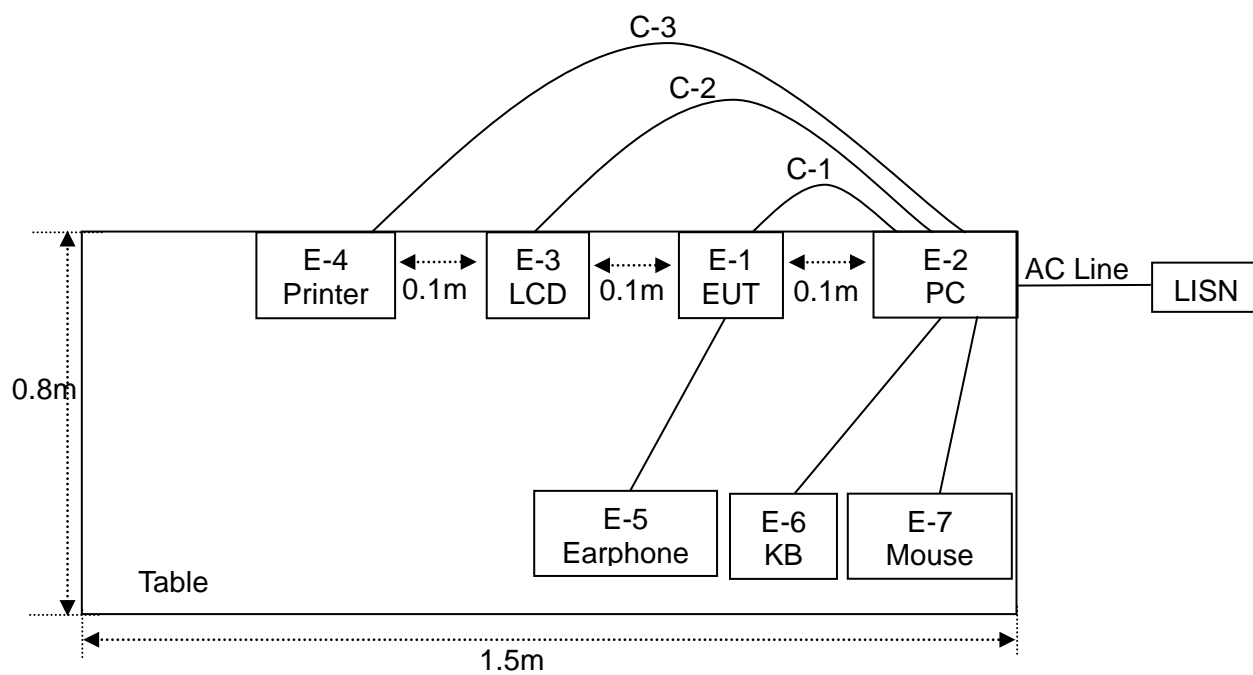 C-3
C-2
C-1
E-4
Printer
0.1m
E-3
LCD
0.1m
E-1
EUT
0.1m
E-2
PC
AC Line
LISN
0.8m
E-5
Earphone
E-6
KB
E-7
Mouse
Table
1.5m